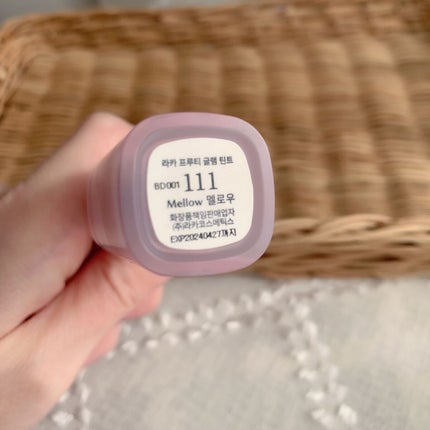 라카 프루티 글램 틴트
BD001 111
Mellow 멜로우
화장품책임판매업자
(주)라카코스메틱스
EXP20240427까지